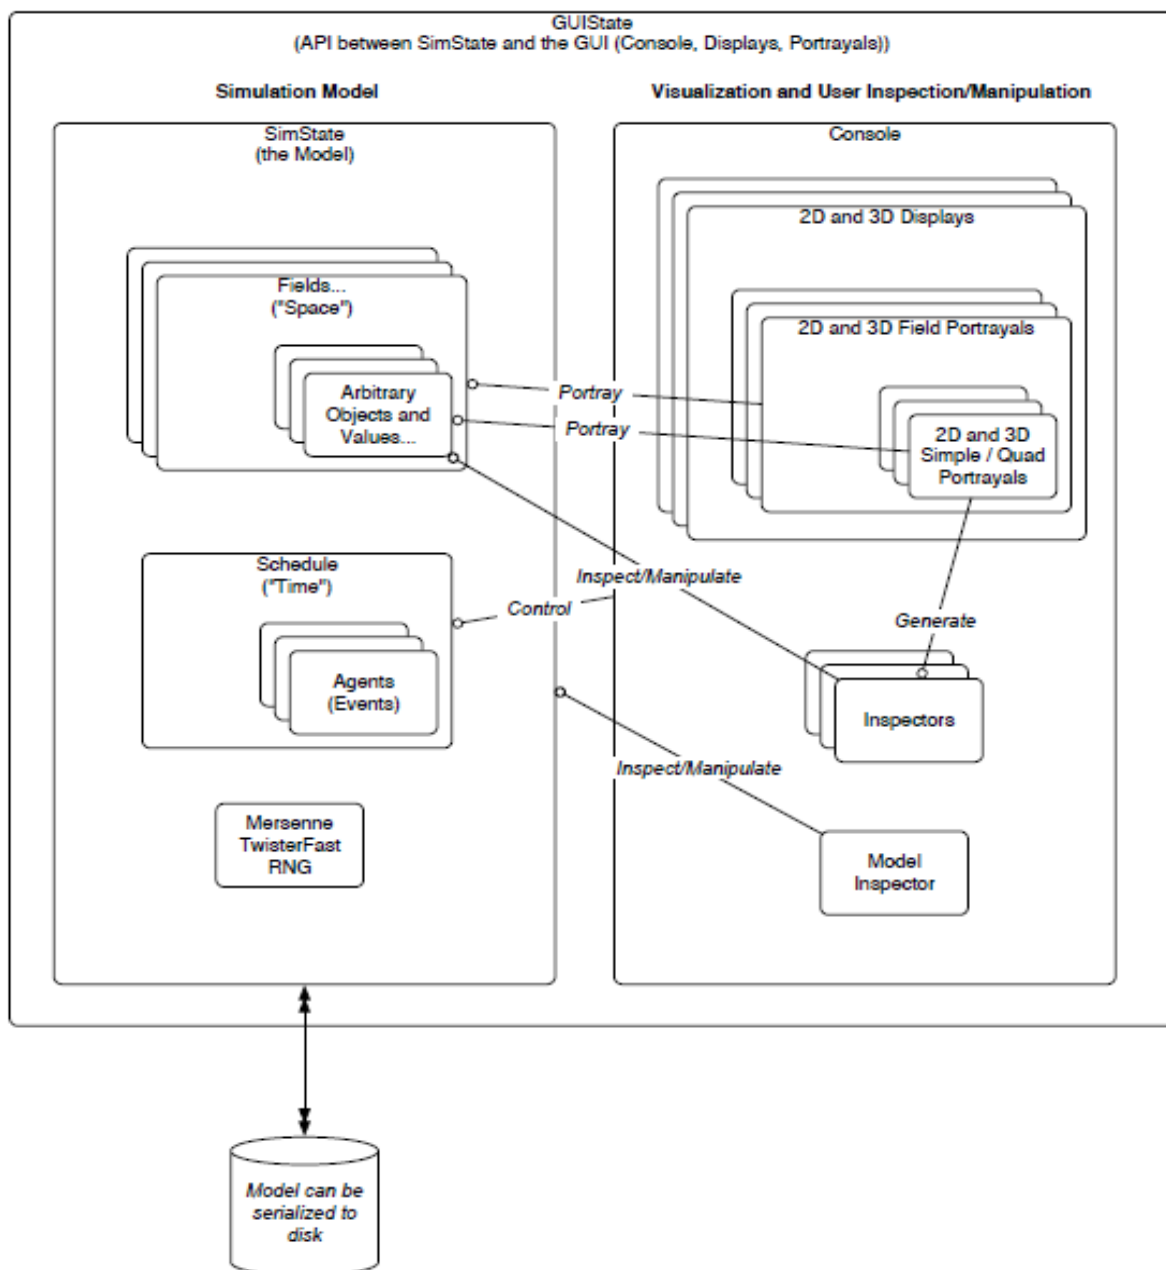 GUIState
(API between SimState and the GUI (Console, Displays, Portrayals))
Simulation Model
Visualization and User Inspection/Manipulation
SimState
(the Model)
Console
2D and 3D Displays
Fields...
("Space")
2D and 3D Field Portrayals
Arbitrary
Objects and
Values...
Portray
Portray
2D and 3D
Simple / Quad
Portrayals
Schedule
("Time")
Inspect/Manipulate
Control
Generate
Agents
(Events)
Inspectors
Inspect/Manipulate
Mersenne
TwisterFast
RNG
Model
Inspector
Model can be
serialized to
disk